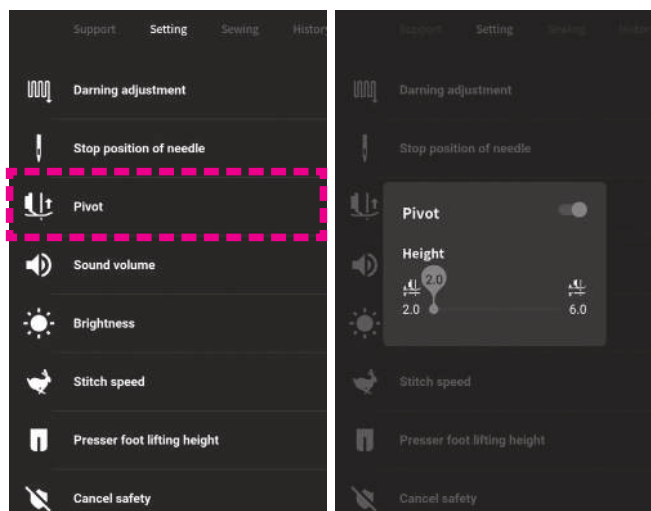 Support Setting Sewing History
Darning adjustment
Stop position of needle
Pivot
Sound volume
Brightness
Stitch speed
Presser foot lifting height
Cancel safety
Support Setting Sewing
Darning adjustment
Stop position of needle
Pivot
Height
2.0
2.0 6.0
Stitch speed
Presser foot lifting height
Cancel safety